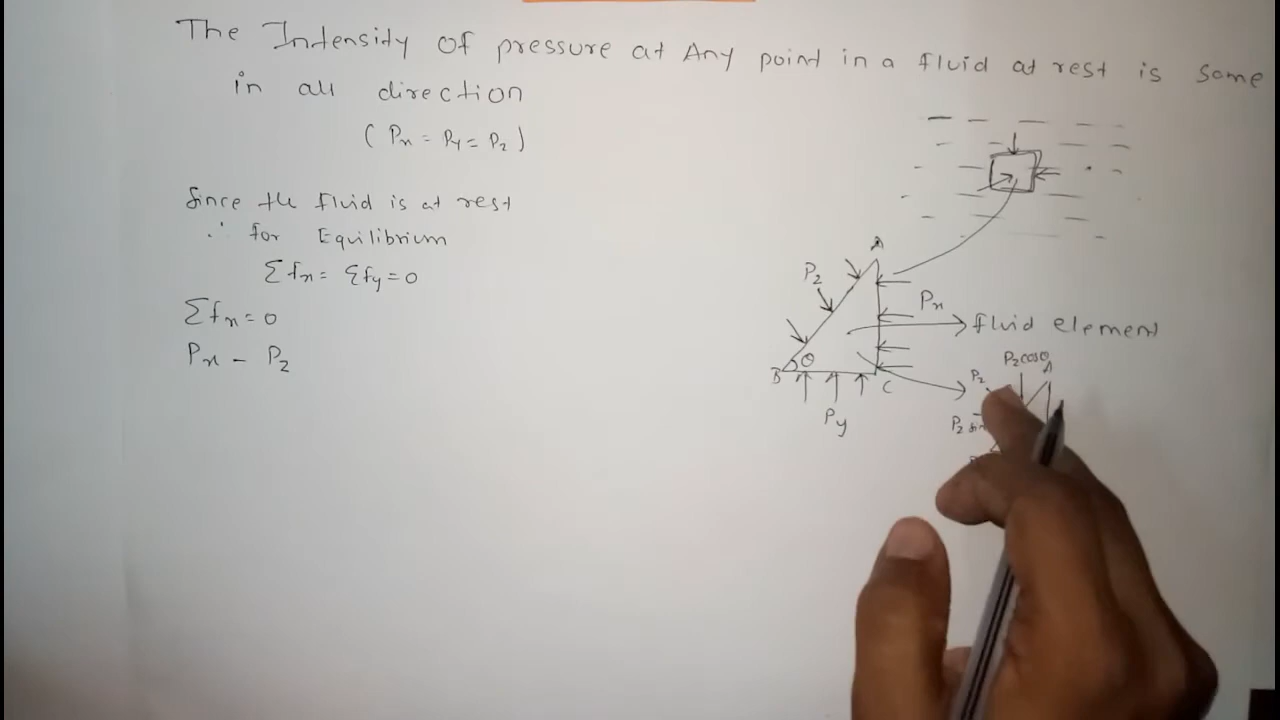 The Intensity of pressure at Any point in a fluid at rest is same
in all direction
( Px = Py = Pz )
Since the fluid is at rest
∴ for Equilibrium
Σfx = Σfy = 0
Σfx = 0
Px - Pz
A
Pz
Px
fluid element
θ
B
C
Py
Pz cosθ
A
Pz
Pz sin